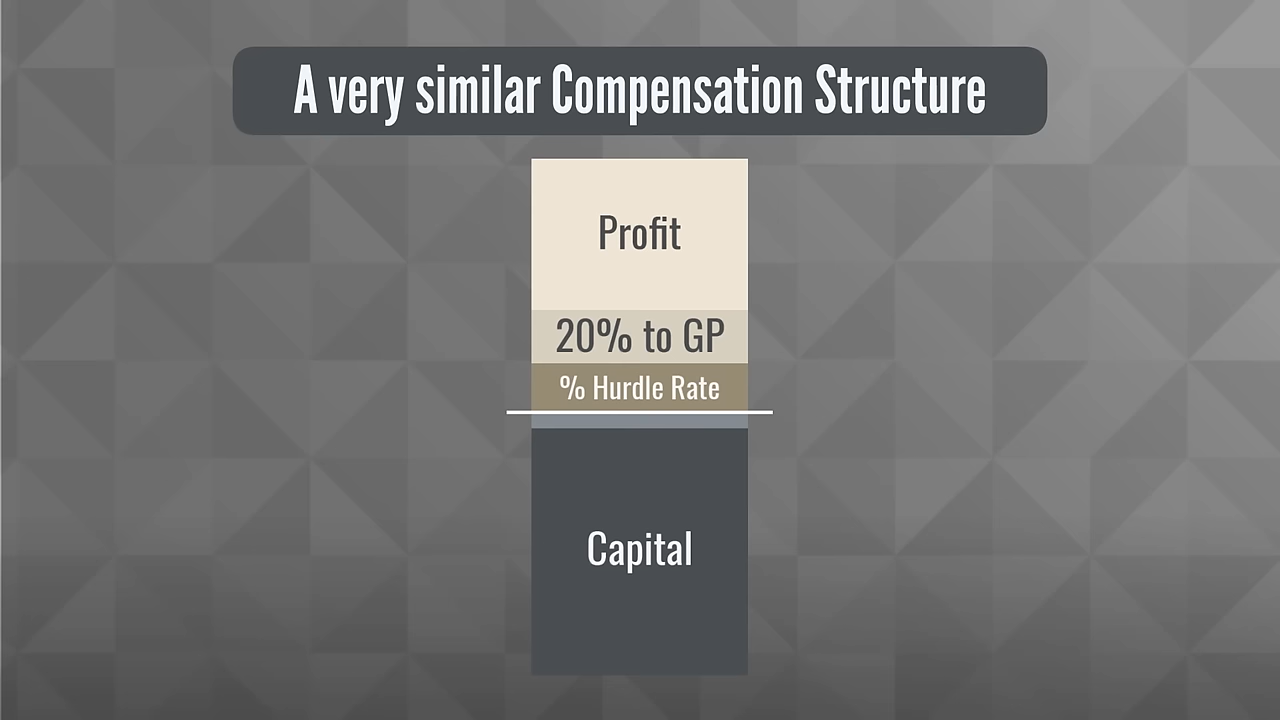 A very similar Compensation Structure
Profit
20% to GP
% Hurdle Rate
Capital